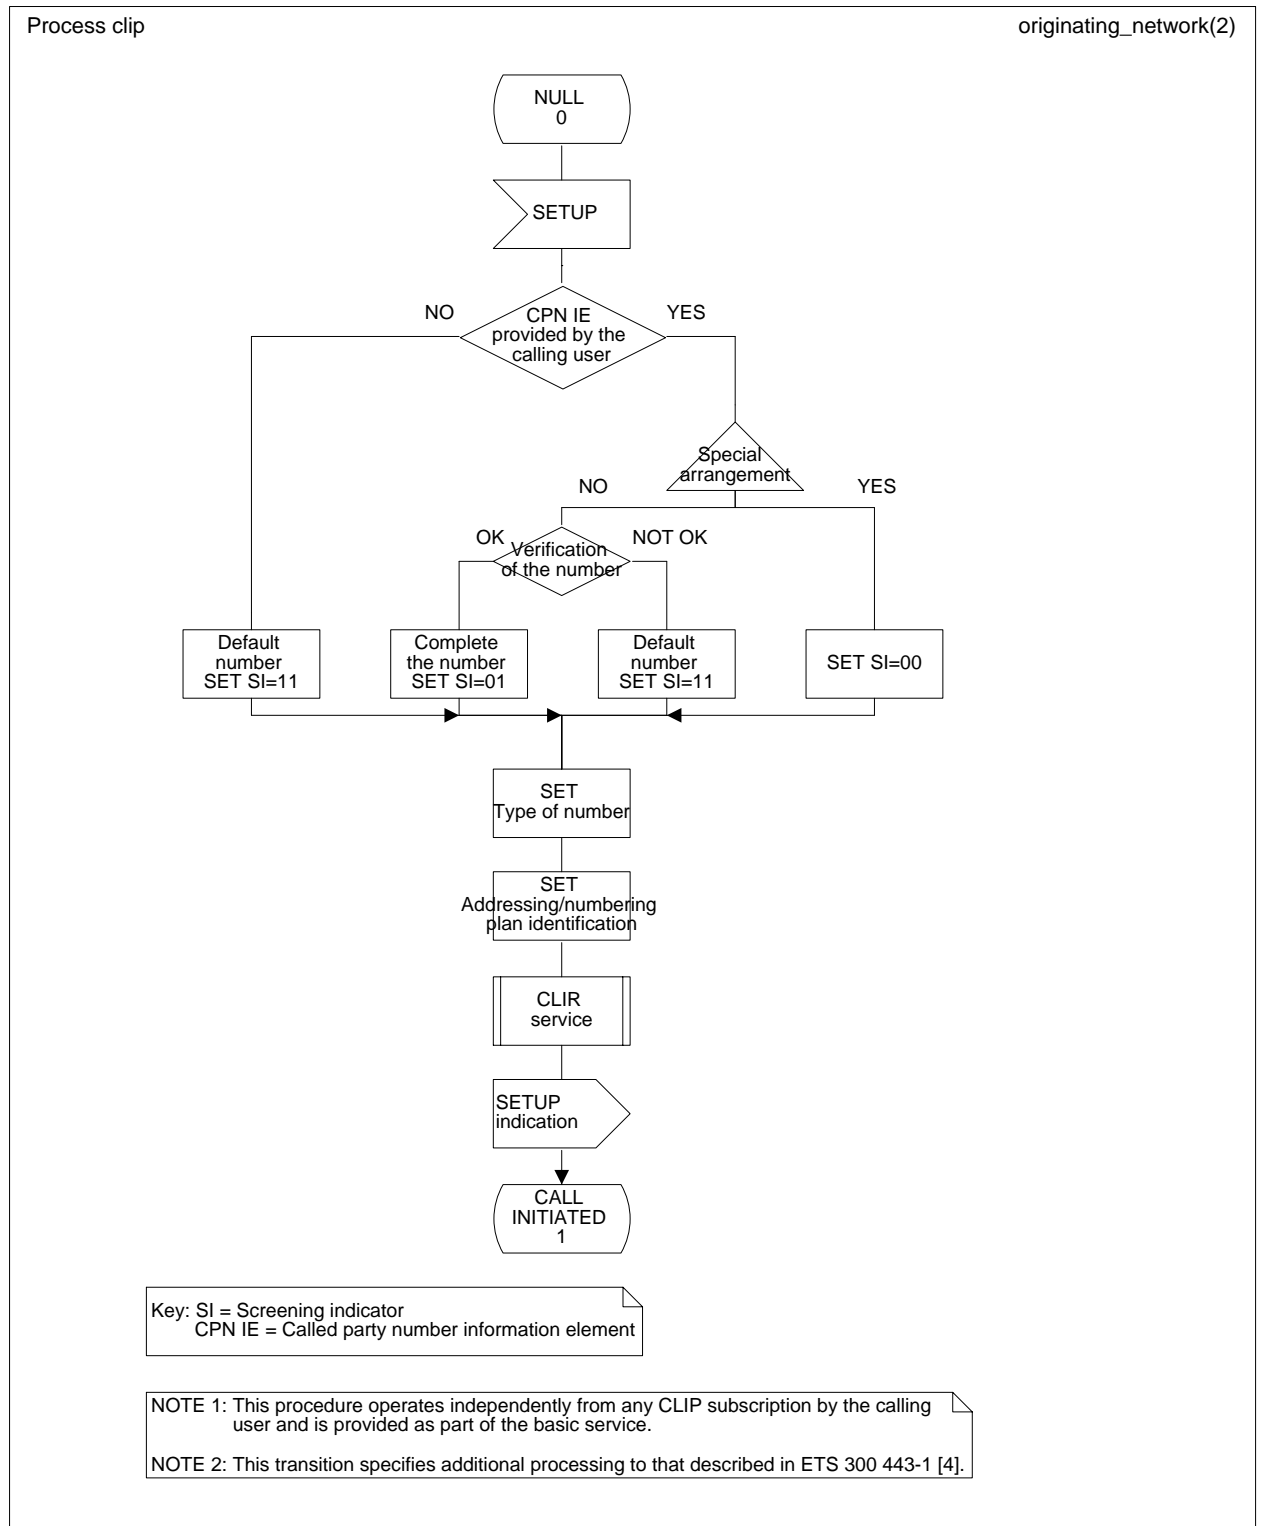 Process clip
originating_network(2)
NULL
0
SETUP
NO
YES
CPN IE
provided by the
calling user
Special
arrangement
NO
YES
OK
NOT OK
Verification
of the number
Default
number
SET SI=11
Complete
the number
SET SI=01
Default
number
SET SI=11
SET SI=00
SET
Type of number
SET
Addressing/numbering
plan identification
CLIR
service
SETUP
indication
CALL
INITIATED
1
Key: SI = Screening indicator
CPN IE = Called party number information element
NOTE 1: This procedure operates independently from any CLIP subscription by the calling
user and is provided as part of the basic service.
NOTE 2: This transition specifies additional processing to that described in ETS 300 443-1 [4].